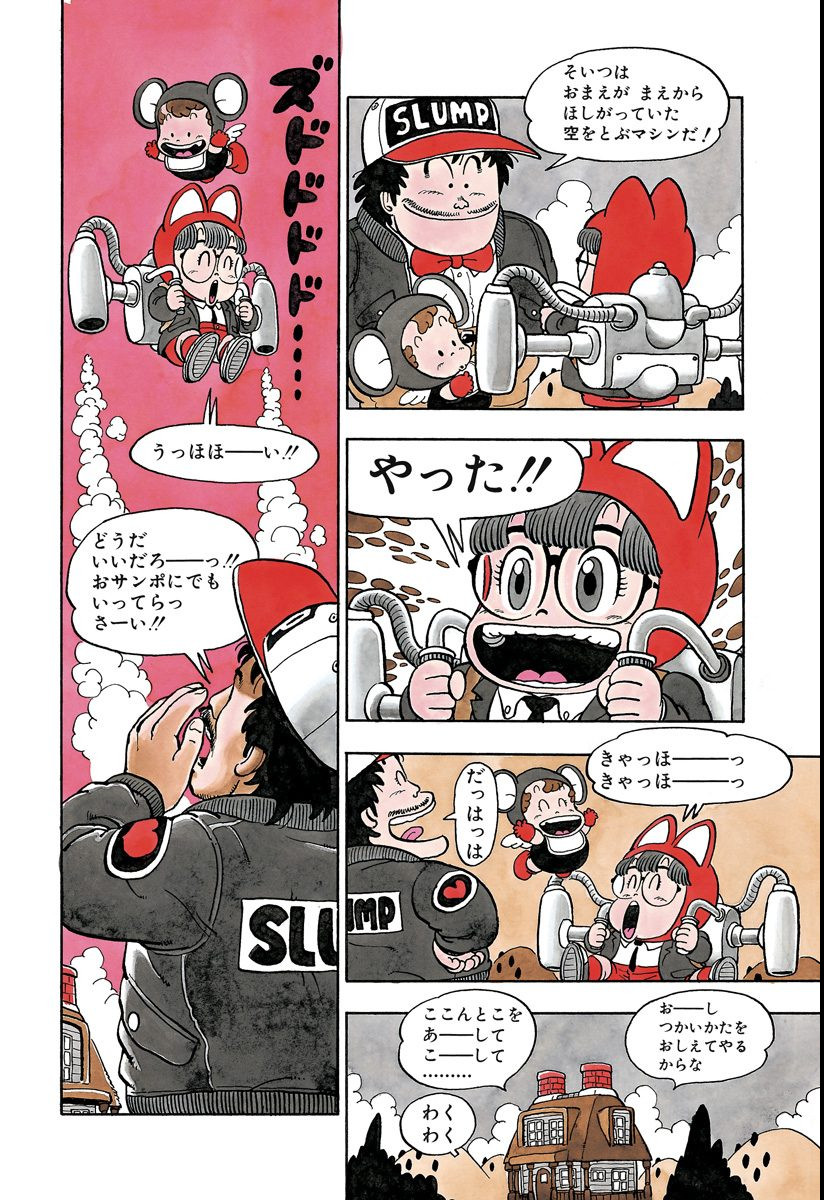 そいつは
おまえが まえから
ほしがっていた
空をとぶマシンだ!
SLUMP
やった!!
きゃっほーーっ
きゃっほーーっ
だっはっは
UMP
おーーし
つかいかたを
おしえてやる
からな
ここんとこを
あーーして
こーーして
………
わく
わく
ズドドドド……
うっほほーーい!!
どうだ
いいだろーーっ!!
おサンポにでも
いってらっ
さーい!!
SLU